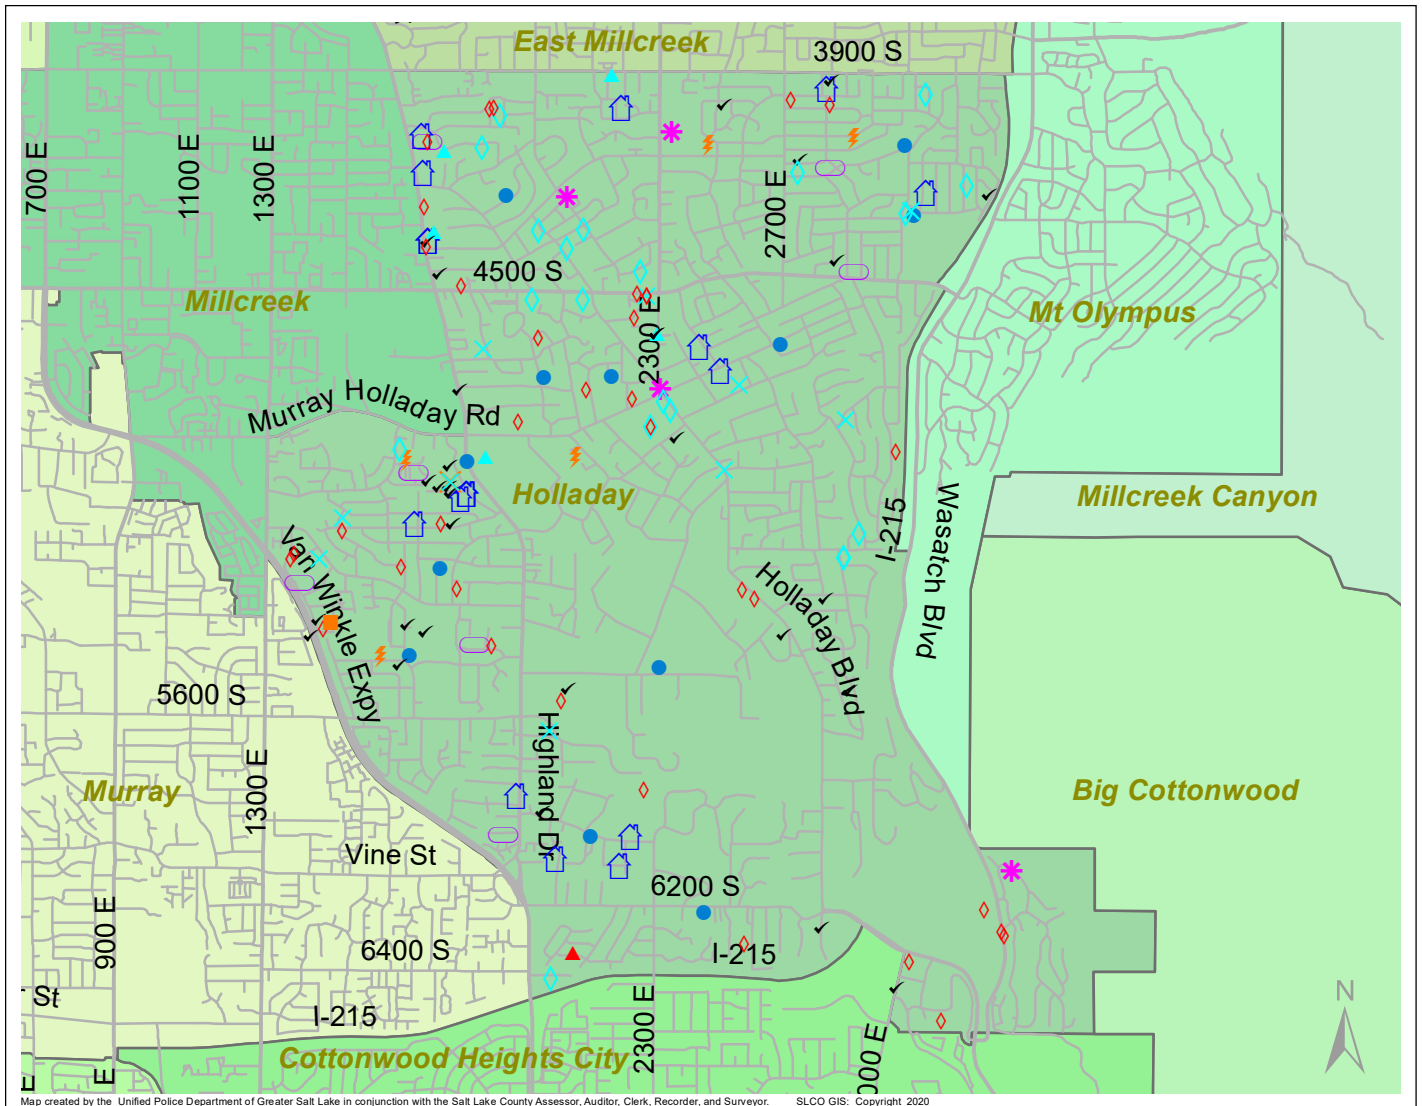 East Millcreek
3900 S
700 E
1100 E
1300 E
2700 E
4500 S
Millcreek
Mt Olympus
2300 E
Murray Holladay Rd
Holladay
Millcreek Canyon
I-215
Wasatch Blvd
Van Winkle Expy
Holladay Blvd
5600 S
Highland Dr
Murray
1300 E
Big Cottonwood
Vine St
6200 S
900 E
6400 S
I-215
St
I-215
2300 E
N
Cottonwood Heights City
000 E
E
E
Map created by the Unified Police Department of Greater Salt Lake in conjunction with the Salt Lake County Assessor, Auditor, Clerk, Recorder, and Surveyor. SLCO GIS: Copyright 2020